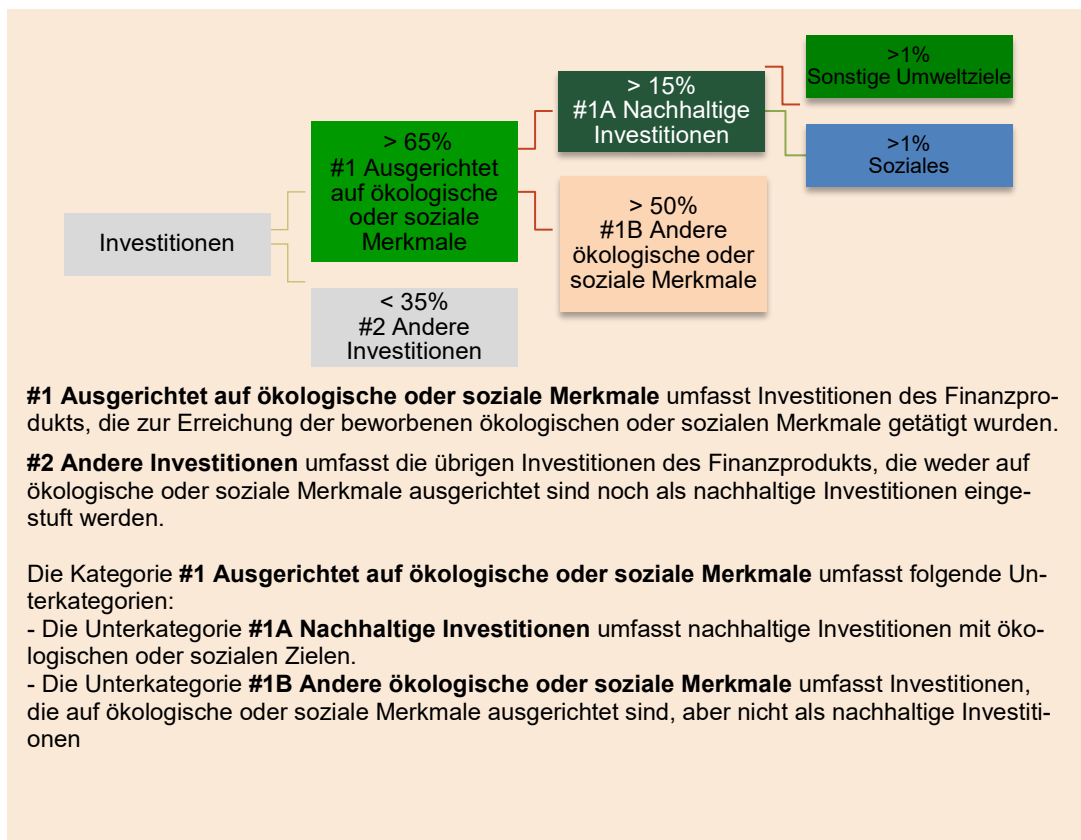 >1%
Sonstige Umweltziele
> 15%
#1A Nachhaltige
Investitionen
>1%
Soziales
> 65%
#1 Ausgerichtet
auf ökologische
oder soziale
Merkmale
> 50%
#1B Andere
ökologische oder
soziale Merkmale
Investitionen
< 35%
#2 Andere
Investitionen
#1 Ausgerichtet auf ökologische oder soziale Merkmale umfasst Investitionen des Finanzpro-
dukts, die zur Erreichung der beworbenen ökologischen oder sozialen Merkmale getätigt wurden.
#2 Andere Investitionen umfasst die übrigen Investitionen des Finanzprodukts, die weder auf
ökologische oder soziale Merkmale ausgerichtet sind noch als nachhaltige Investitionen einge-
stuft werden.
Die Kategorie #1 Ausgerichtet auf ökologische oder soziale Merkmale umfasst folgende Un-
terkategorien:
- Die Unterkategorie #1A Nachhaltige Investitionen umfasst nachhaltige Investitionen mit öko-
logischen oder sozialen Zielen.
- Die Unterkategorie #1B Andere ökologische oder soziale Merkmale umfasst Investitionen,
die auf ökologische oder soziale Merkmale ausgerichtet sind, aber nicht als nachhaltige Investiti-
onen